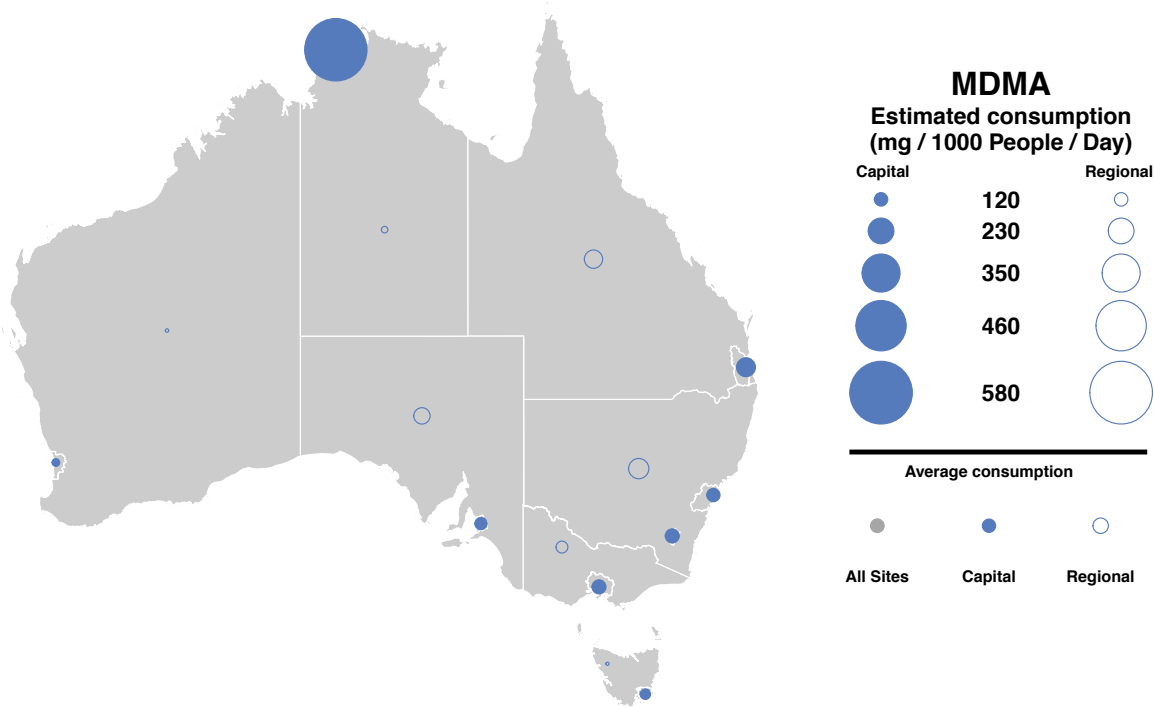 MDMA
Estimated consumption
(mg / 1000 People / Day)
Capital Regional
120
230
350
460
580
Average consumption
All Sites Capital Regional